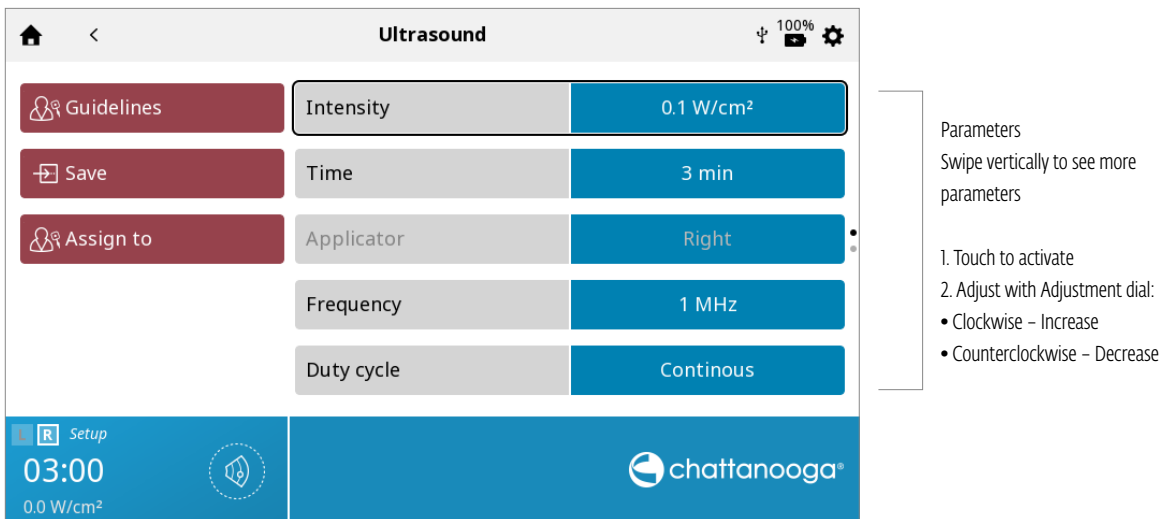 Ultrasound
100%
Guidelines
Save
Assign to
Intensity
0.1 W/cm²
Time
3 min
Applicator
Right
Frequency
1 MHz
Duty cycle
Continous
L R Setup
03:00
0.0 W/cm²
chattanooga®
Parameters
Swipe vertically to see more
parameters
1. Touch to activate
2. Adjust with Adjustment dial:
• Clockwise – Increase
• Counterclockwise – Decrease